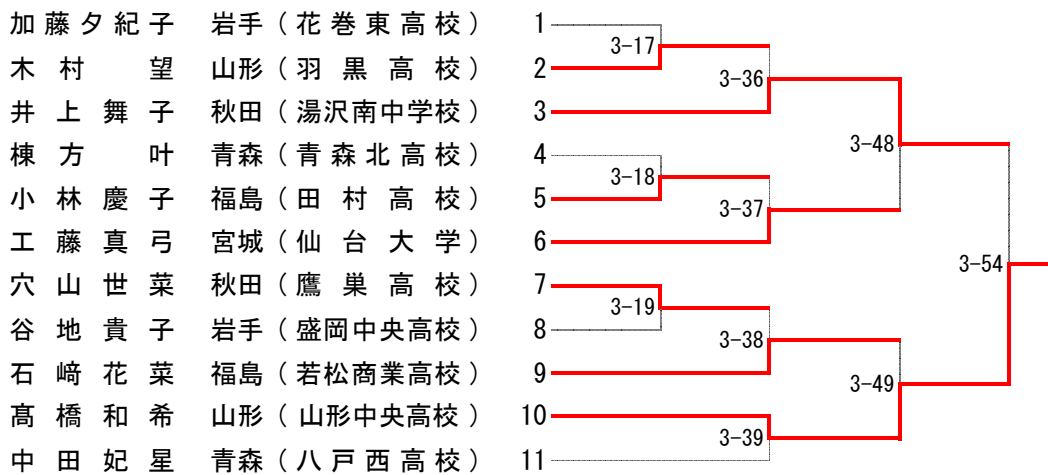 加藤夕紀子 岩手（花巻東高校） 1
3-17
木村望 山形（羽黒高校） 2
3-36
井上舞子 秋田（湯沢南中学校） 3
3-48
棟方叶 青森（青森北高校） 4
3-18
小林慶子 福島（田村高校） 5
3-37
工藤真弓 宮城（仙台大学） 6
3-54
穴山世菜 秋田（鷹巣高校） 7
3-19
谷地貴子 岩手（盛岡中央高校） 8
3-38
石﨑花菜 福島（若松商業高校） 9
3-49
髙橋和希 山形（山形中央高校） 10
3-39
中田妃星 青森（八戸西高校） 11